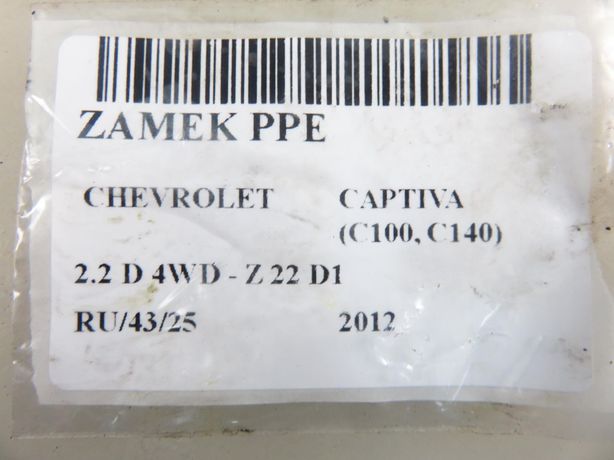 ZAMEK PPE
CHEVROLET CAPTIVA
(C100, C140)
2.2 D 4WD - Z 22 D1
RU/43/25 2012